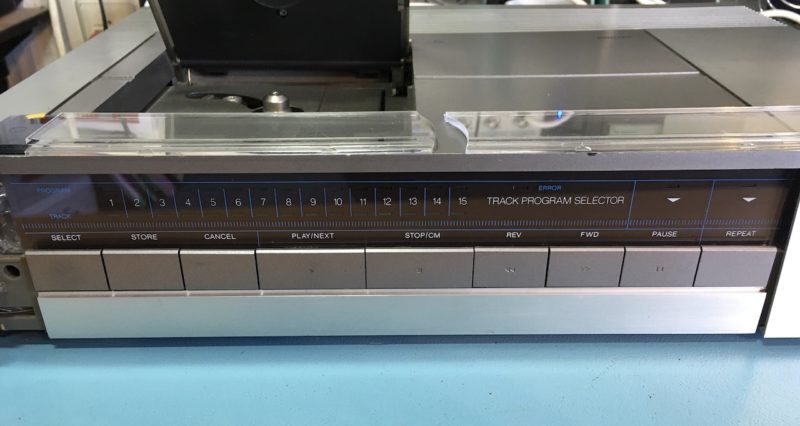 PROGRAM
ERROR
1 2 3 4 5 6 7 8 9 10 11 12 13 14 15 TRACK PROGRAM SELECTOR
TRACK
SELECT STORE CANCEL PLAY/NEXT STOP/CM REV FWD PAUSE REPEAT